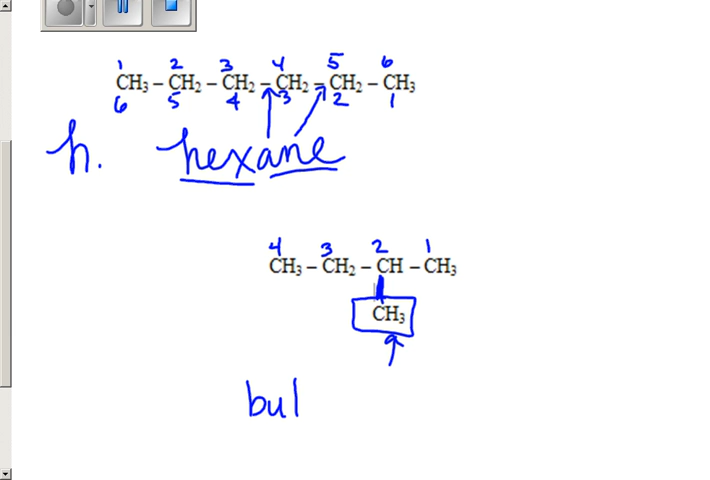 1 2 3 4 5 6
CH₃ – CH₂ – CH₂ – CH₂ – CH₂ – CH₃
6 5 4 3 2 1
h. hexane
4 3 2 1
CH₃ – CH₂ – CH – CH₃
CH₃
bul